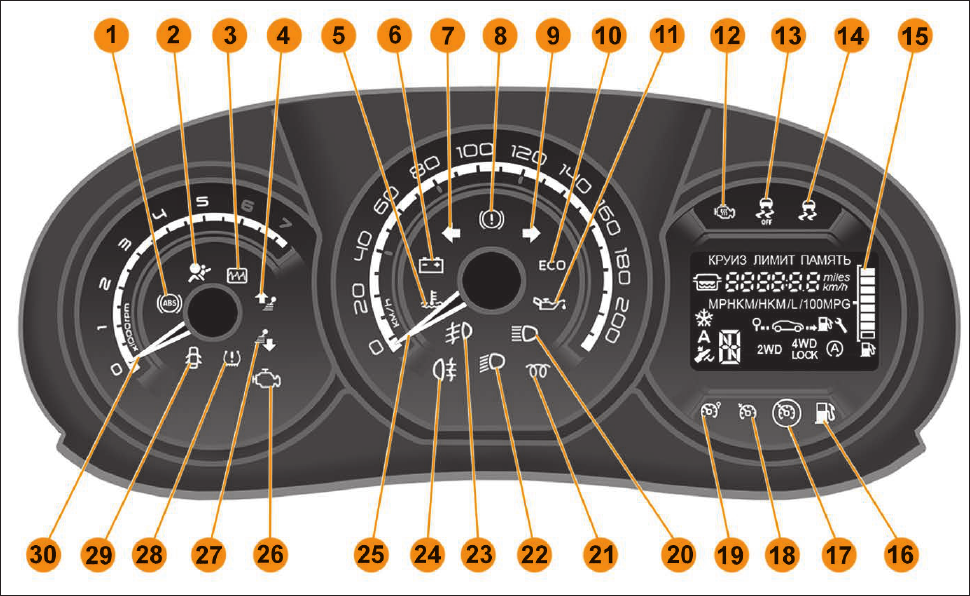 1 2 3 4 5 6 7 8 9 10 11 12 13 14 15
0 1 2 3 4 5 6 7
x1000rpm
ABS
0 20 40 60 80 100 120 140 160 180 200
km/h
ECO
OFF
КРУИЗ ЛИМИТ ПАМЯТЬ
888888 miles
km/h
MPHKM/HKM/L/100MPG
A
2WD
4WD
LOCK
A
30 29 28 27 26 25 24 23 22 21 20 19 18 17 16